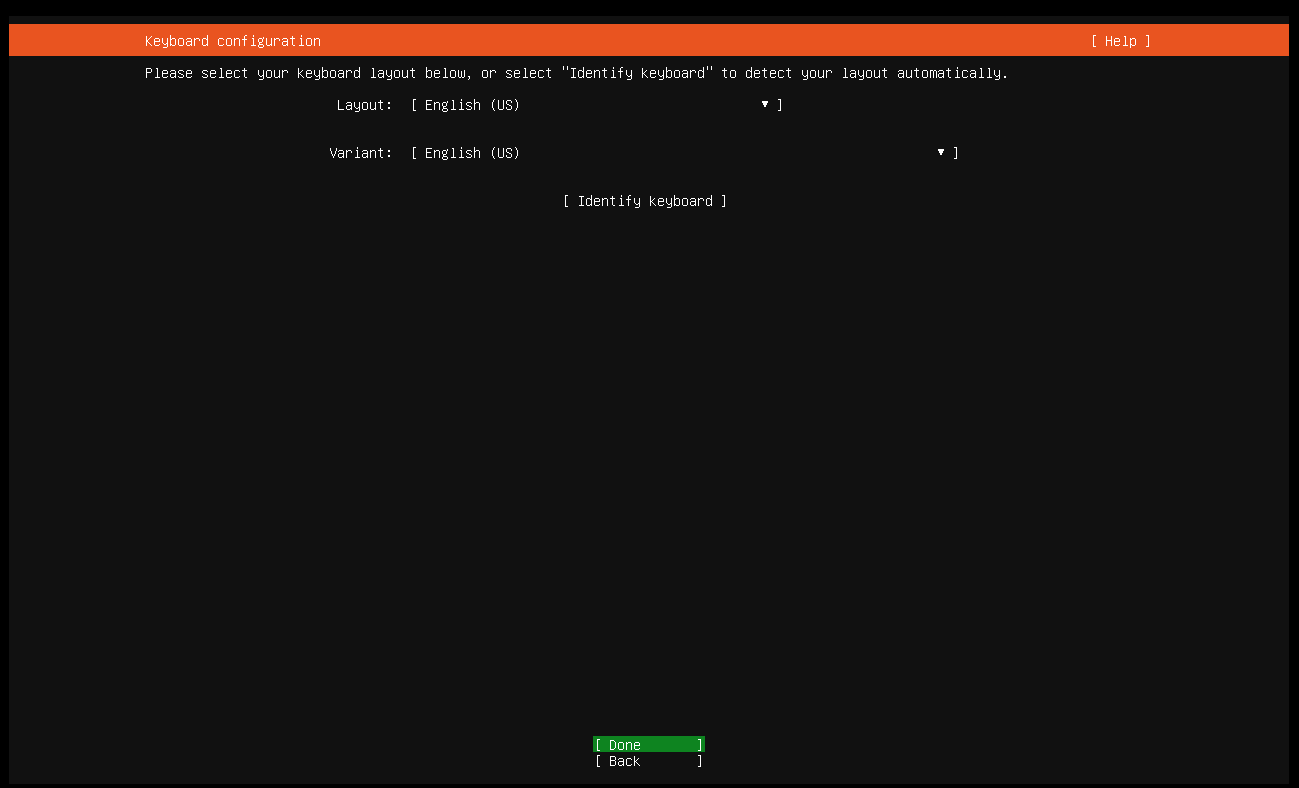 Keyboard configuration [ Help ]
Please select your keyboard layout below, or select "Identify keyboard" to detect your layout automatically.
Layout: [ English (US) ▾ ]
Variant: [ English (US) ▾ ]
[ Identify keyboard ]
[ Done ]
[ Back ]